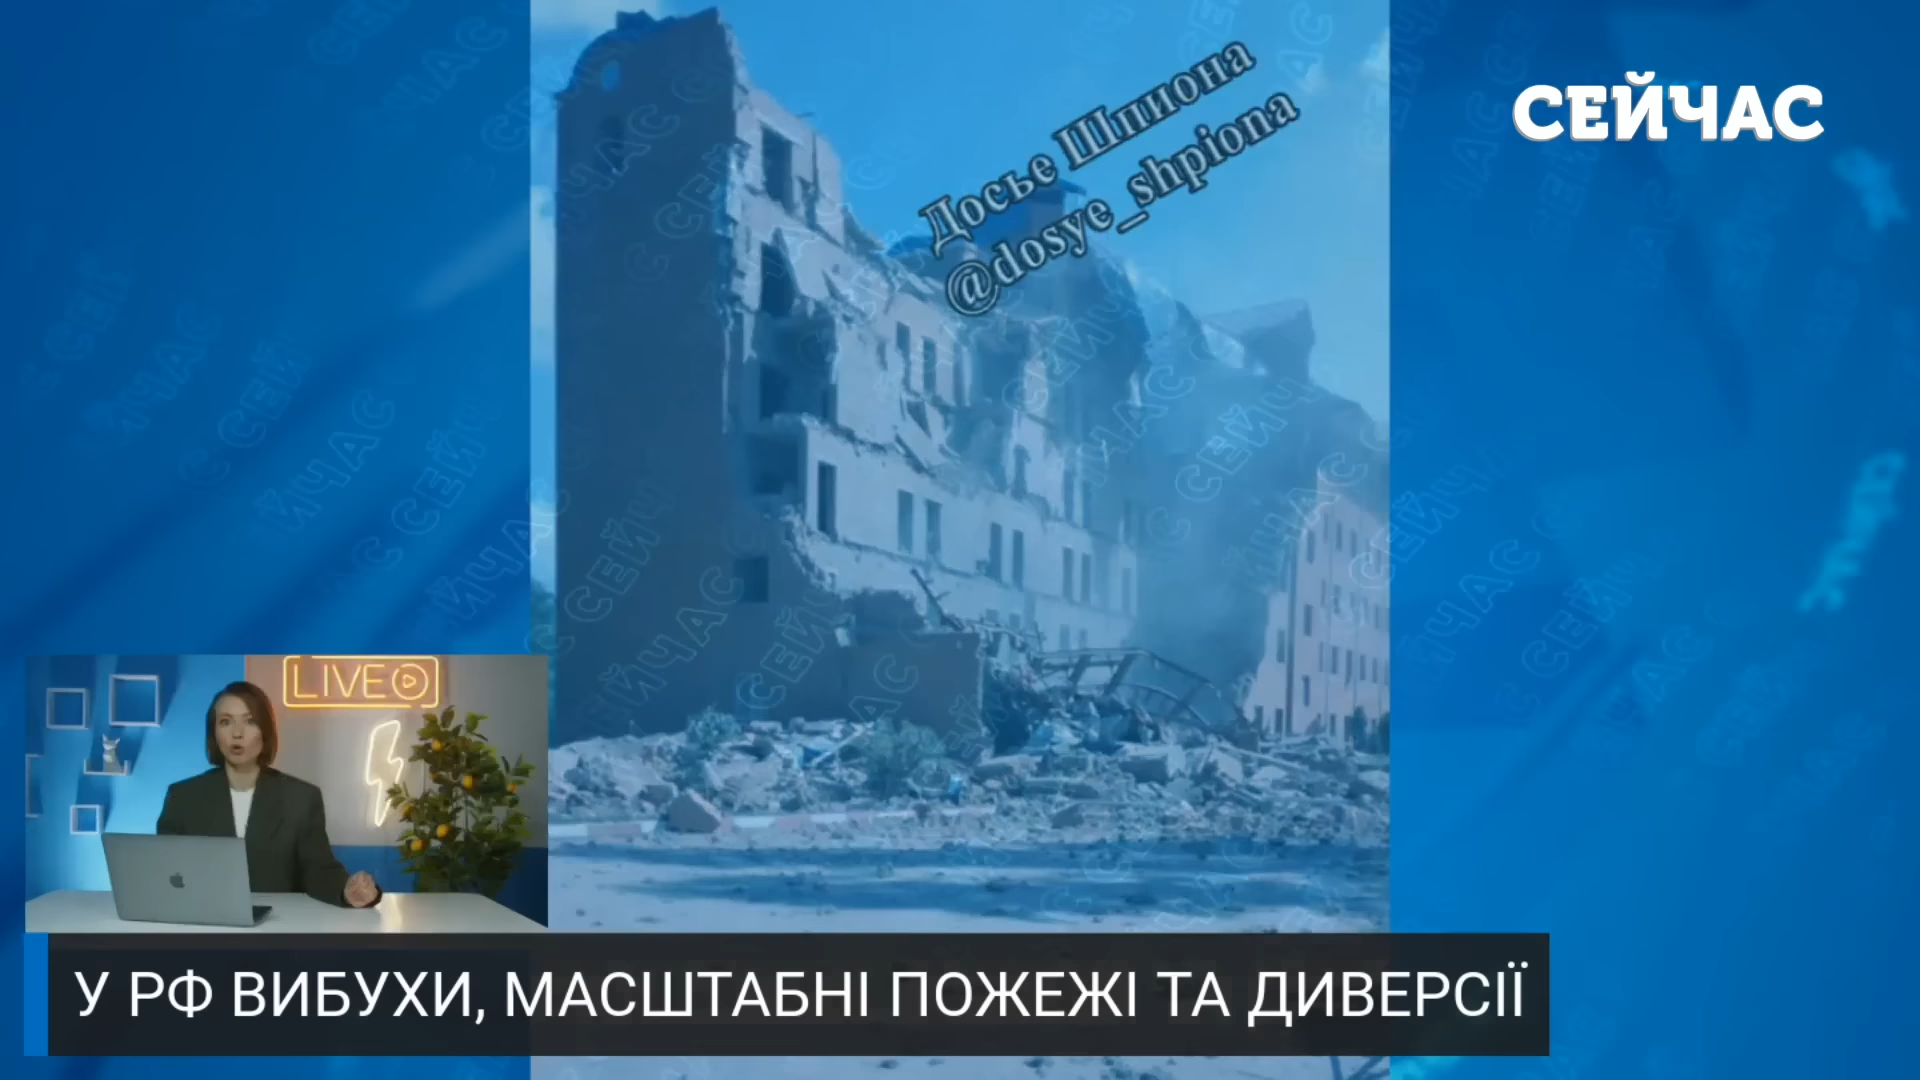 СЕЙЧАС
Досье Шпиона
@dosye_shpiona
LIVE
У РФ ВИБУХИ, МАСШТАБНІ ПОЖЕЖІ ТА ДИВЕРСІЇ